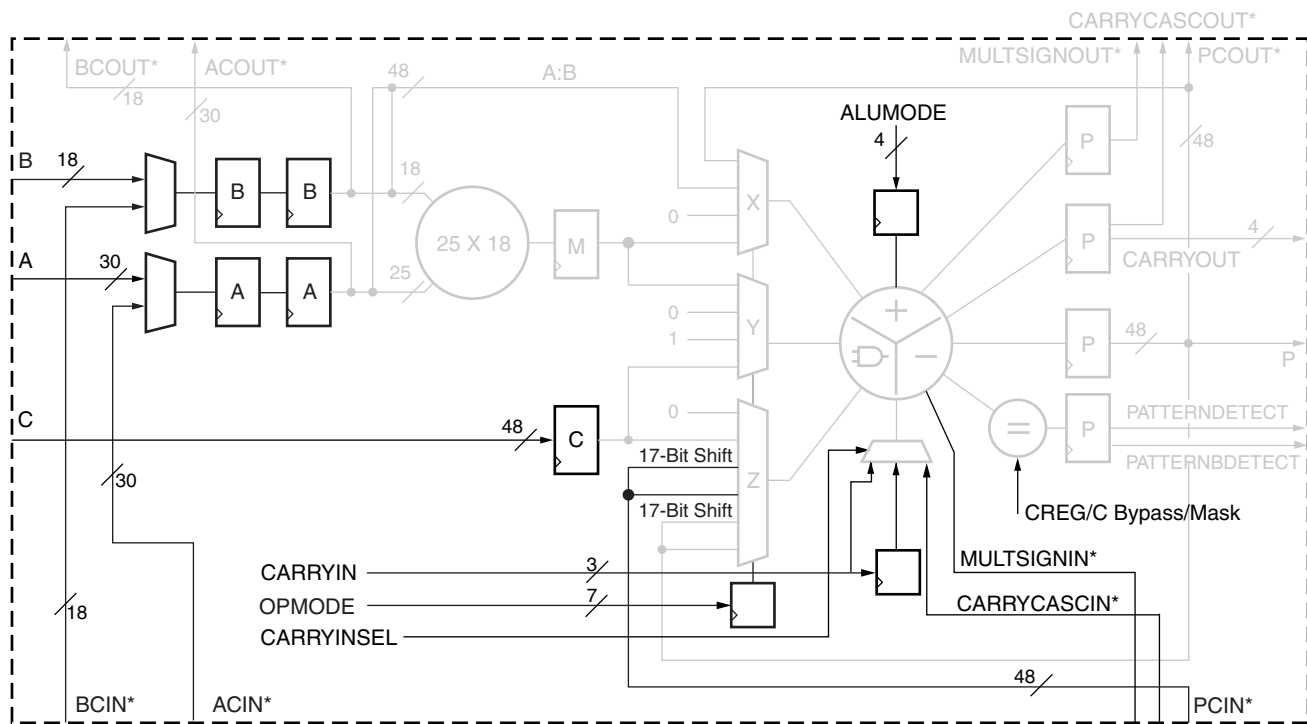 CARRYCASCOUT*
MULTSIGNOUT* PCOUT*
BCOUT* ACOUT* 48 A:B
18 30
ALUMODE
4
P 48
B 18
B B 18
X
0
25 X 18 M
P 4
CARRYOUT
A 30
A A 25
0 Y
1
P 48
P
C 48
C
0
17-Bit Shift
Z
17-Bit Shift
= P PATTERNDETECT
PATTERNBDETECT
30
CREG/C Bypass/Mask
CARRYIN 3
MULTSIGNIN*
OPMODE 7
CARRYCASCIN*
18
CARRYINSEL
48
BCIN* ACIN* PCIN*